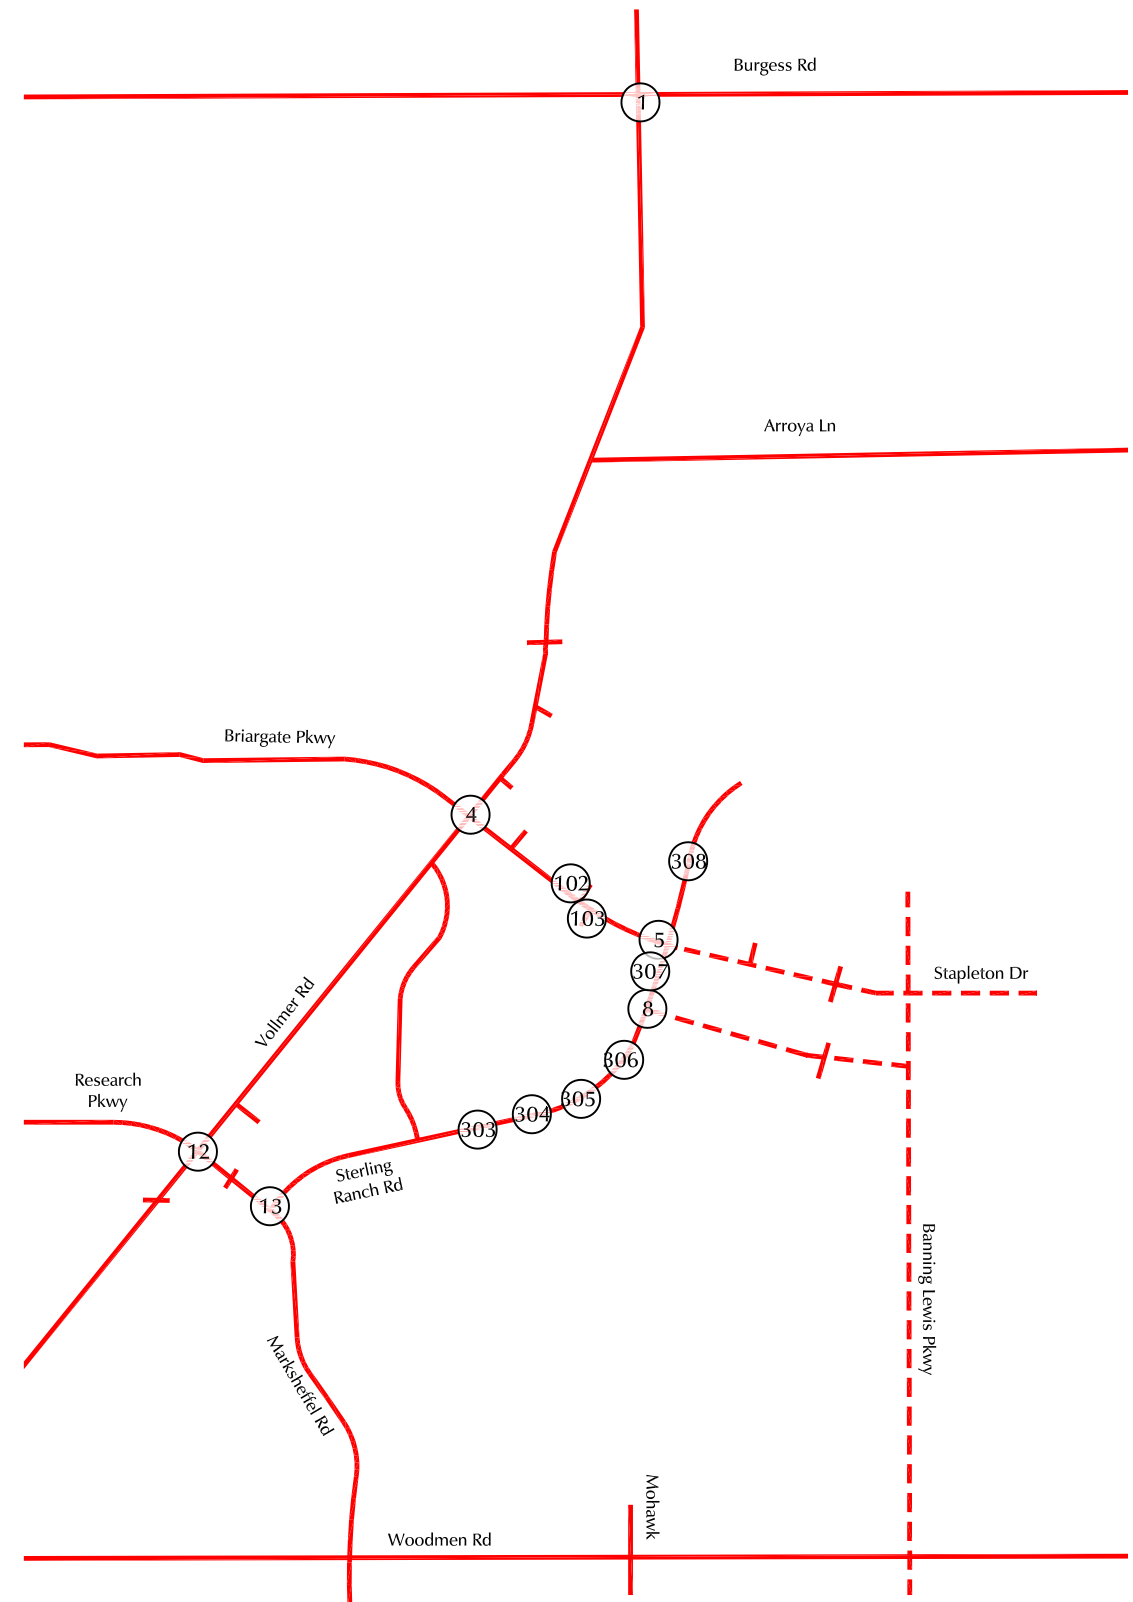 Burgess Rd
1
Arroya Ln
Briargate Pkwy
4
308
102
103
5
307
Stapleton Dr
8
Vollmer Rd
306
Research
Pkwy
305
304
303
12
Sterling
Ranch Rd
13
Banning Lewis Pkwy
Marksheffel Rd
Mohawk
Woodmen Rd